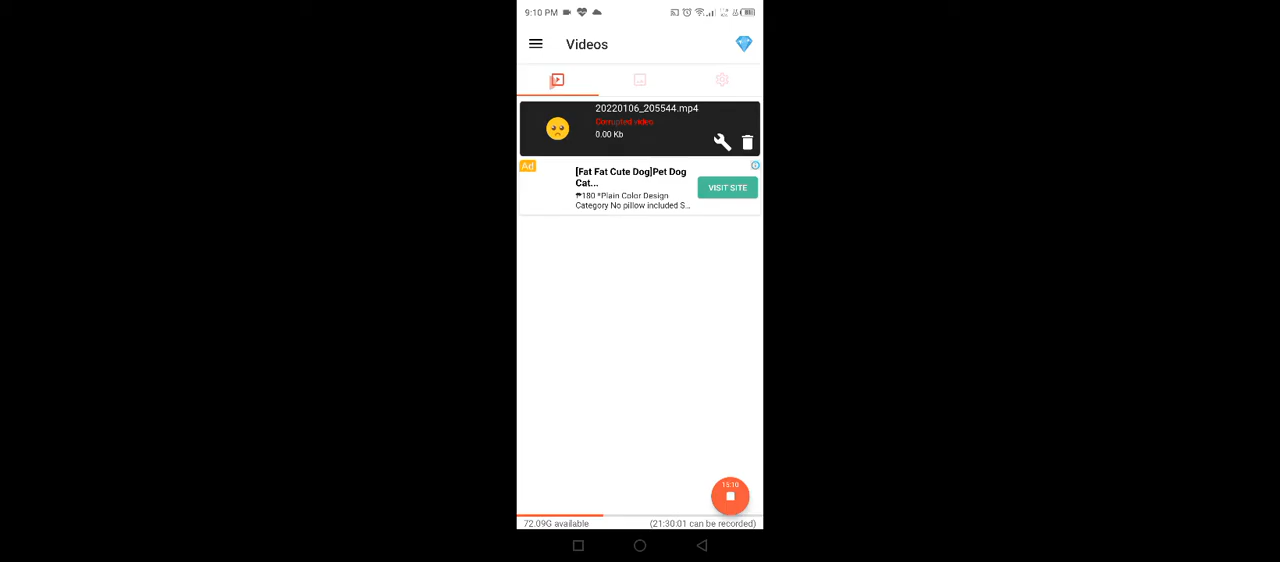 9:10 PM
Videos
20220106_205544.mp4
Corrupted video
0.00 Kb
Ad
[Fat Fat Cute Dog]Pet Dog
Cat...
₱180 *Plain Color Design
Category No pillow included S...
VISIT SITE
15:10
72.09G available
(21:30:01 can be recorded)